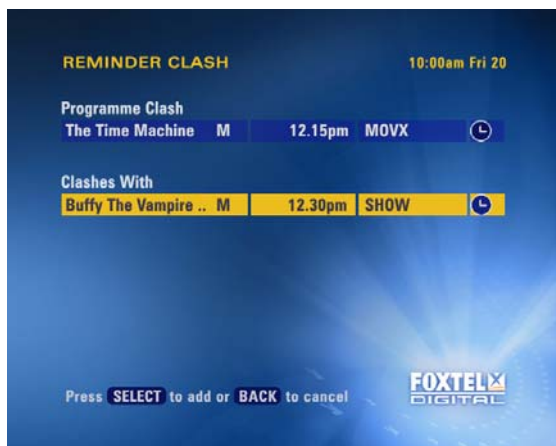 REMINDER CLASH 10:00am Fri 20
Programme Clash
The Time Machine M 12.15pm MOVX
Clashes With
Buffy The Vampire .. M 12.30pm SHOW
Press SELECT to add or BACK to cancel
FOXTEL
DIGITAL